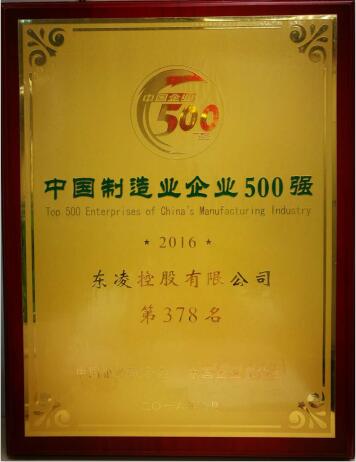 中国企业
500
中国制造业企业500强
Top 500 Enterprises of China's Manufacturing Industry
★ 2016 ★
东凌控股有限公司
第378名